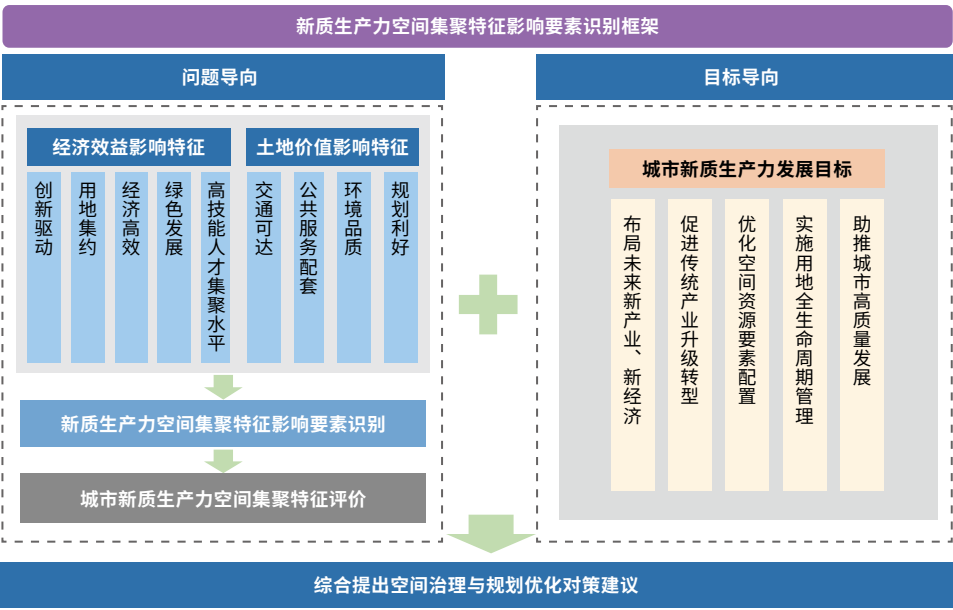 新质生产力空间集聚特征影响要素识别框架
问题导向
经济效益影响特征
土地价值影响特征
创新驱动
用地集约
经济高效
绿色发展
高技能人才集聚水平
交通可达
公共服务配套
环境品质
规划利好
新质生产力空间集聚特征影响要素识别
城市新质生产力空间集聚特征评价
目标导向
城市新质生产力发展目标
布局未来新产业、新经济
促进传统产业升级转型
优化空间资源要素配置
实施用地全生命周期管理
助推城市高质量发展
综合提出空间治理与规划优化对策建议